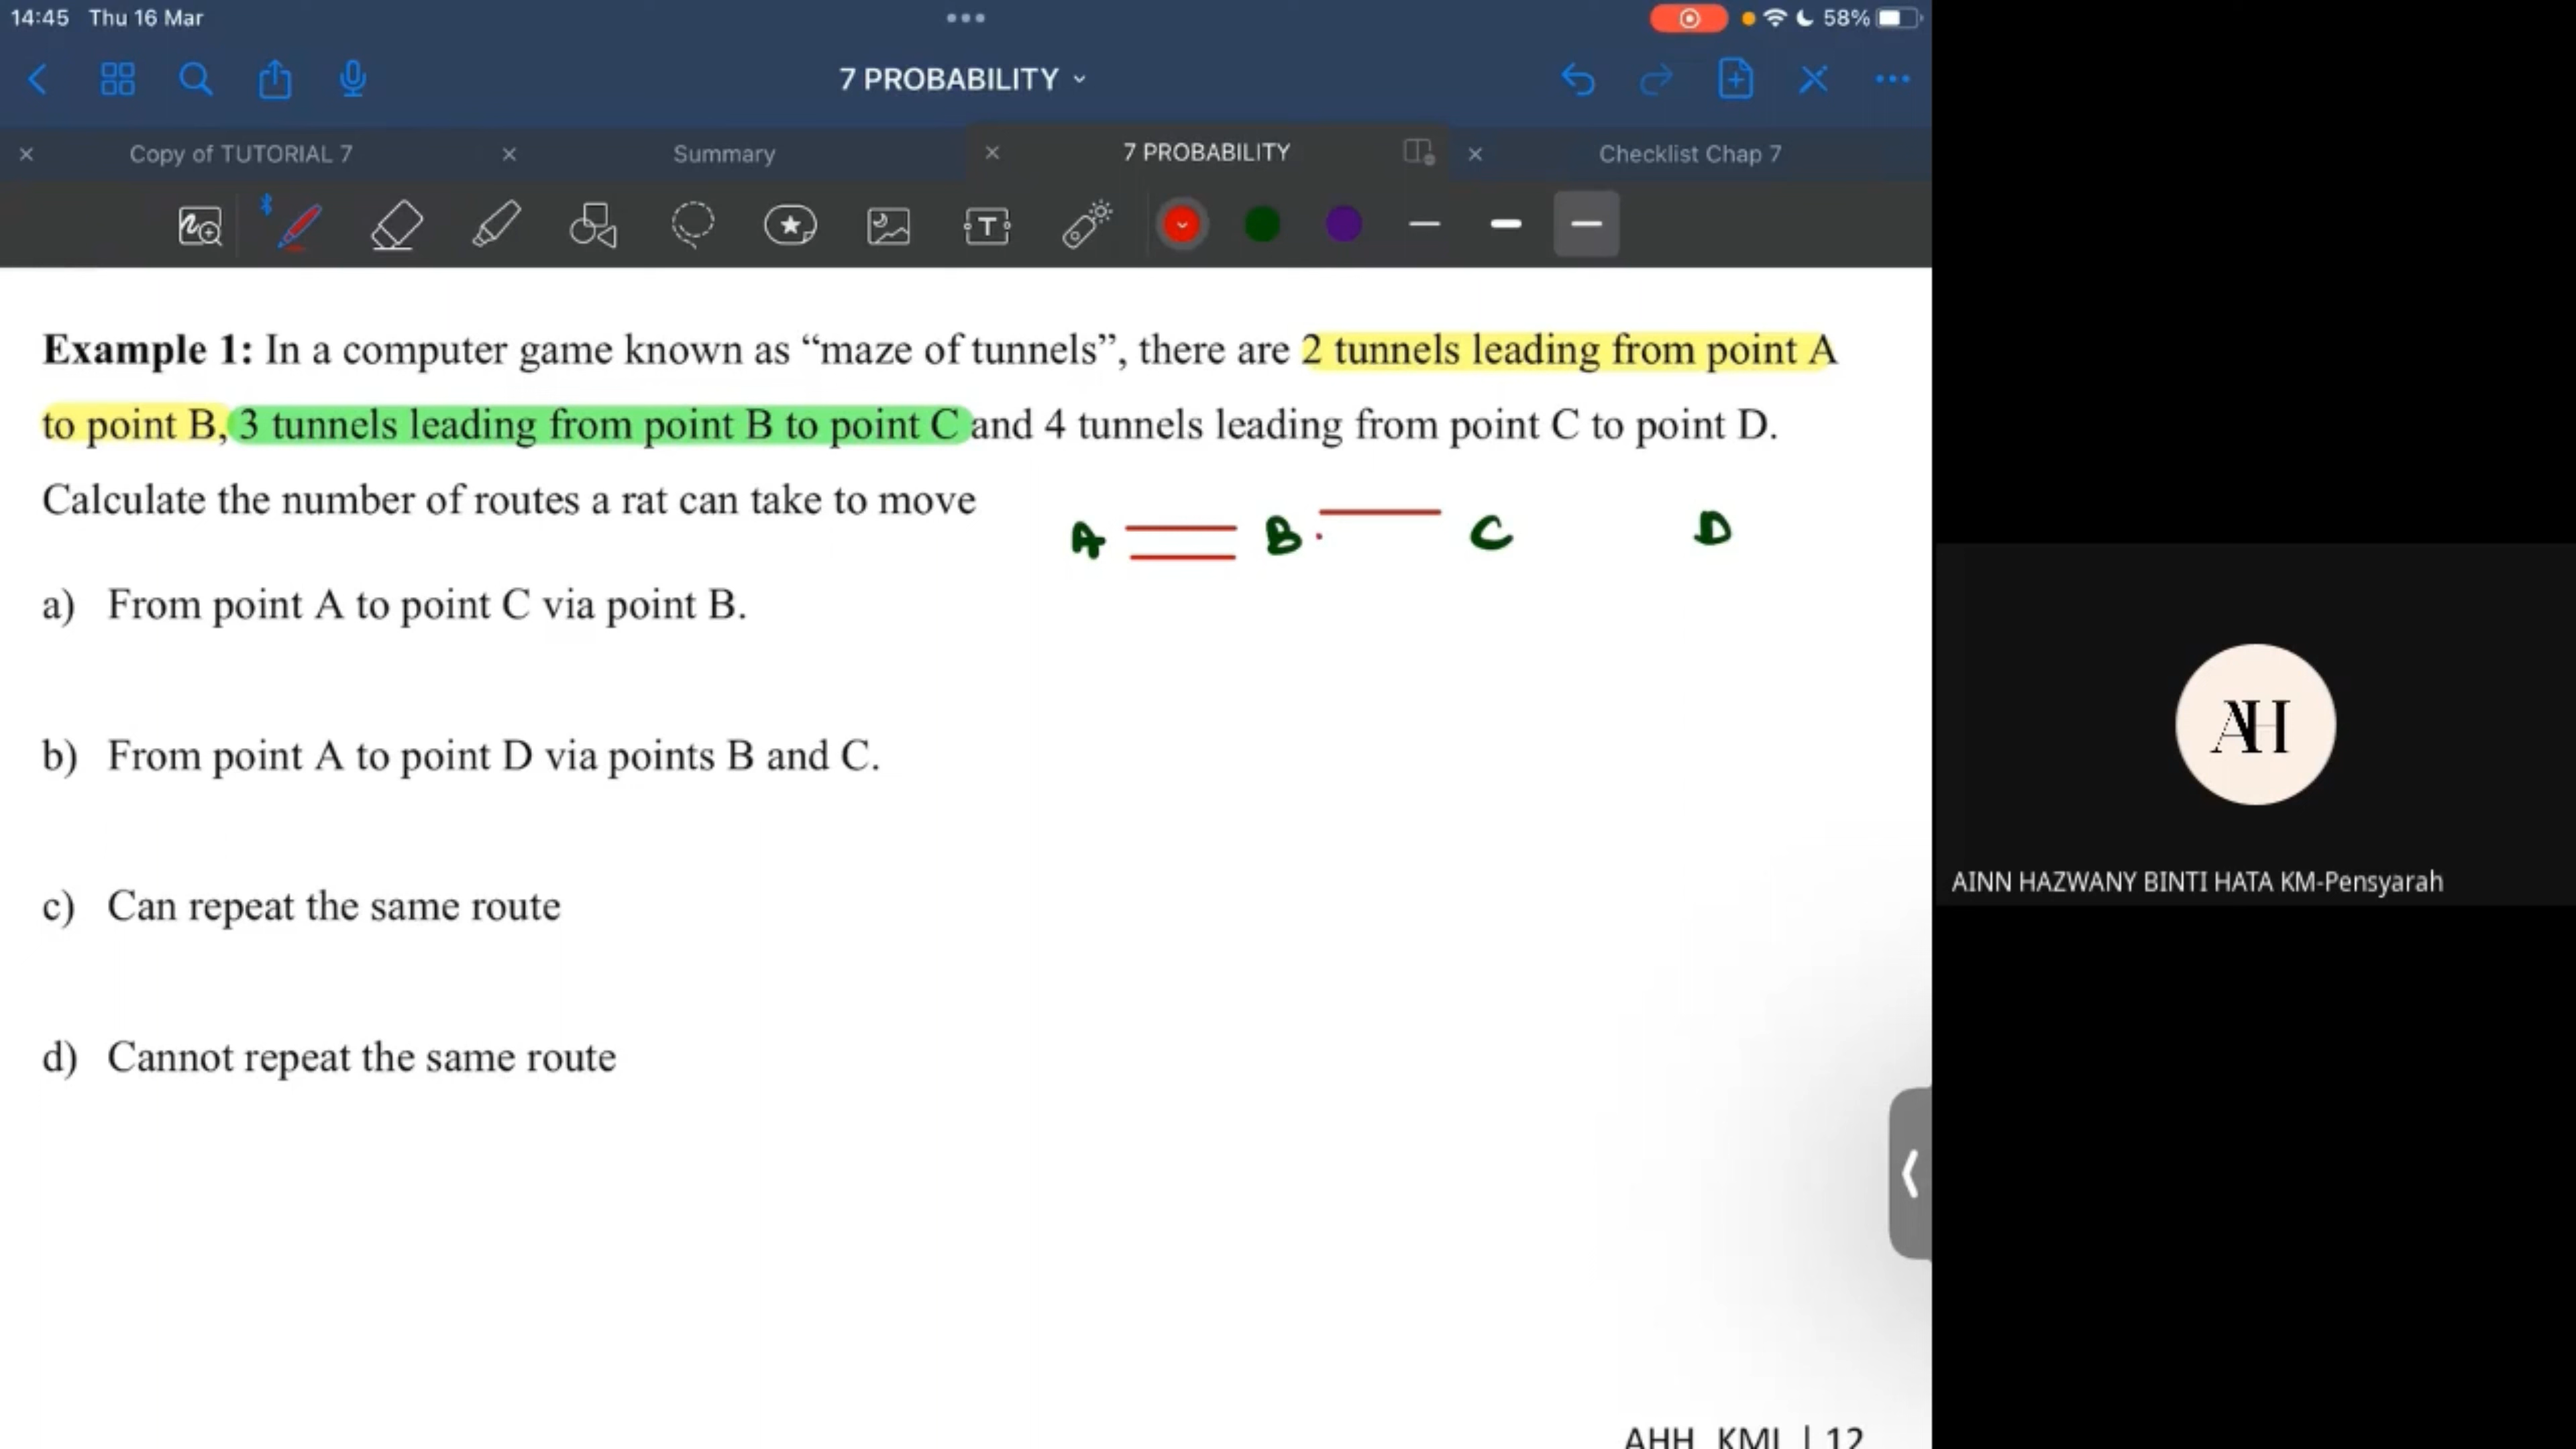 14:45 Thu 16 Mar
58%
7 PROBABILITY
Copy of TUTORIAL 7
Summary
7 PROBABILITY
Checklist Chap 7
T
Example 1: In a computer game known as “maze of tunnels”, there are 2 tunnels leading from point A
to point B, 3 tunnels leading from point B to point C and 4 tunnels leading from point C to point D.
Calculate the number of routes a rat can take to move
A B C D
a) From point A to point C via point B.
b) From point A to point D via points B and C.
c) Can repeat the same route
d) Cannot repeat the same route
AH
AINN HAZWANY BINTI HATA KM-Pensyarah
AHH_KML | 12